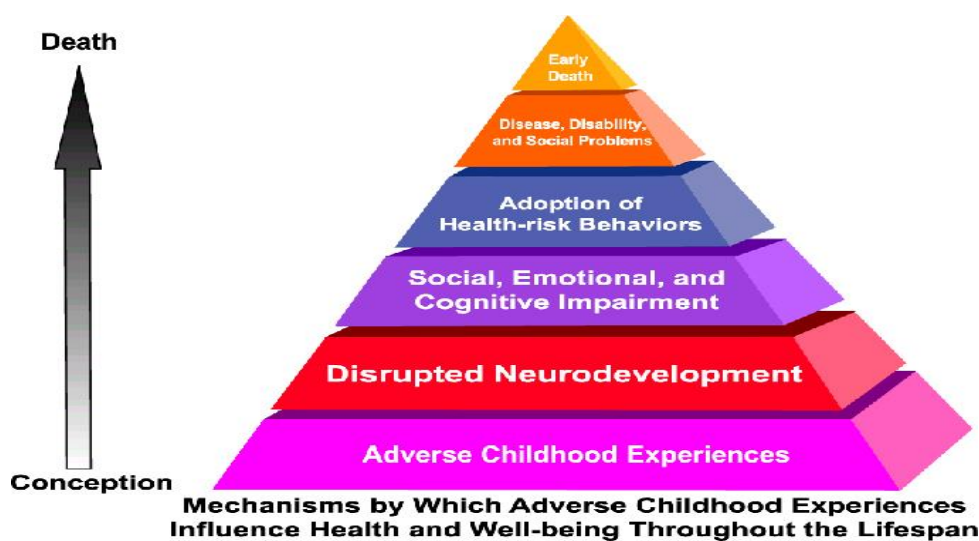 Death
Early
Death
Disease, Disability,
and Social Problems
Adoption of
Health-risk Behaviors
Social, Emotional, and
Cognitive Impairment
Disrupted Neurodevelopment
Adverse Childhood Experiences
Conception
Mechanisms by Which Adverse Childhood Experiences
Influence Health and Well-being Throughout the Lifespan